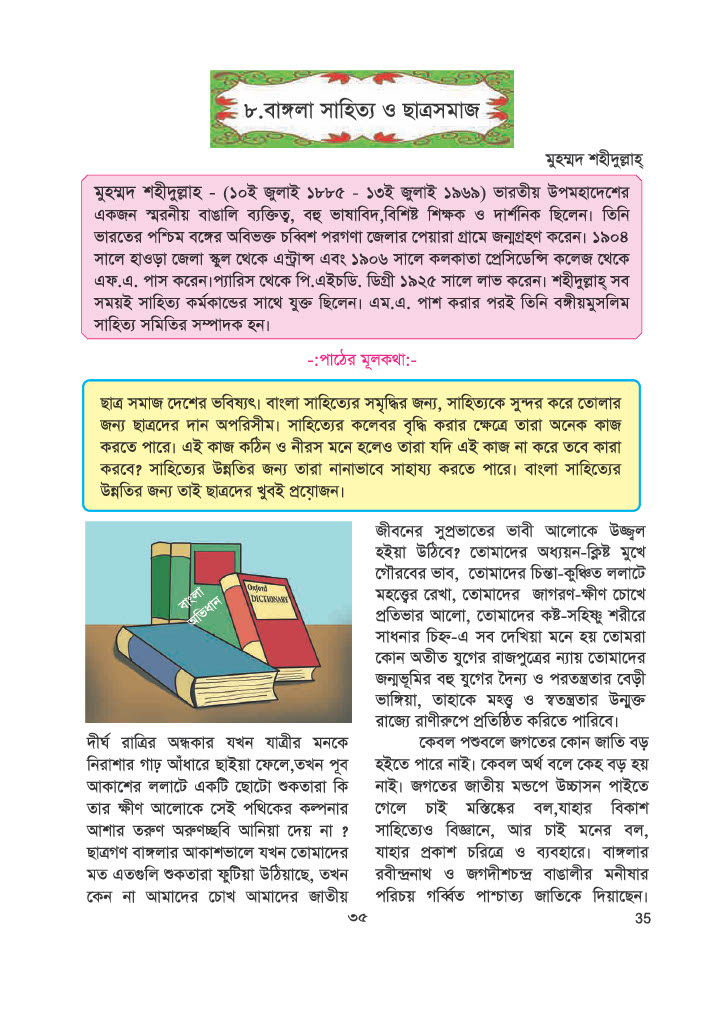 ৮.বাঙ্গলা সাহিত্য ও ছাত্রসমাজ
মুহম্মদ শহীদুল্লাহ্
মুহম্মদ শহীদুল্লাহ - (১০ই জুলাই ১৮৮৫ - ১৩ই জুলাই ১৯৬৯) ভারতীয় উপমহাদেশের
একজন স্মরনীয় বাঙালি ব্যক্তিত্ব, বহু ভাষাবিদ,বিশিষ্ট শিক্ষক ও দার্শনিক ছিলেন। তিনি
ভারতের পশ্চিম বঙ্গের অবিভক্ত চব্বিশ পরগণা জেলার পেয়ারা গ্রামে জন্মগ্রহণ করেন। ১৯০৪
সালে হাওড়া জেলা স্কুল থেকে এন্ট্রান্স এবং ১৯০৬ সালে কলকাতা প্রেসিডেন্সি কলেজ থেকে
এফ.এ. পাস করেন।প্যারিস থেকে পি.এইচডি. ডিগ্রী ১৯২৫ সালে লাভ করেন। শহীদুল্লাহ্ সব
সময়ই সাহিত্য কর্মকান্ডের সাথে যুক্ত ছিলেন। এম.এ. পাশ করার পরই তিনি বঙ্গীয়মুসলিম
সাহিত্য সমিতির সম্পাদক হন।
-:পাঠের মূলকথা:-
ছাত্র সমাজ দেশের ভবিষ্যৎ। বাংলা সাহিত্যের সমৃদ্ধির জন্য, সাহিত্যকে সুন্দর করে তোলার
জন্য ছাত্রদের দান অপরিসীম। সাহিত্যের কলেবর বৃদ্ধি করার ক্ষেত্রে তারা অনেক কাজ
করতে পারে। এই কাজ কঠিন ও নীরস মনে হলেও তারা যদি এই কাজ না করে তবে কারা
করবে? সাহিত্যের উন্নতির জন্য তারা নানাভাবে সাহায্য করতে পারে। বাংলা সাহিত্যের
উন্নতির জন্য তাই ছাত্রদের খুবই প্রয়োজন।
বাংলা
অভিধান
Oxford
DICTIONARY
দীর্ঘ রাত্রির অন্ধকার যখন যাত্রীর মনকে
নিরাশার গাঢ় আঁধারে ছাইয়া ফেলে,তখন পূব
আকাশের ললাটে একটি ছোটো শুকতারা কি
তার ক্ষীণ আলোকে সেই পথিকের কল্পনার
আশার তরুণ অরুণচ্ছবি আনিয়া দেয় না ?
ছাত্রগণ বাঙ্গলার আকাশভালে যখন তোমাদের
মত এতগুলি শুকতারা ফুটিয়া উঠিয়াছে, তখন
কেন না আমাদের চোখ আমাদের জাতীয়
জীবনের সুপ্রভাতের ভাবী আলোকে উজ্জ্বল
হইয়া উঠিবে? তোমাদের অধ্যয়ন-ক্লিষ্ট মুখে
গৌরবের ভাব, তোমাদের চিন্তা-কুঞ্চিত ললাটে
মহত্ত্বের রেখা, তোমাদের জাগরণ-ক্ষীণ চোখে
প্রতিভার আলো, তোমাদের কষ্ট-সহিষ্ণু শরীরে
সাধনার চিহ্ন-এ সব দেখিয়া মনে হয় তোমরা
কোন অতীত যুগের রাজপুত্রের ন্যায় তোমাদের
জন্মভূমির বহু যুগের দৈন্য ও পরতন্ত্রতার বেড়ী
ভাঙ্গিয়া, তাহাকে মহত্ত্ব ও স্বতন্ত্রতার উন্মুক্ত
রাজ্যে রাণীরুপে প্রতিষ্ঠিত করিতে পারিবে।
কেবল পশুবলে জগতের কোন জাতি বড়
হইতে পারে নাই। কেবল অর্থ বলে কেহ বড় হয়
নাই। জগতের জাতীয় মন্ডপে উচ্চাসন পাইতে
গেলে চাই মস্তিষ্কের বল,যাহার বিকাশ
সাহিত্যেও বিজ্ঞানে, আর চাই মনের বল,
যাহার প্রকাশ চরিত্রে ও ব্যবহারে। বাঙ্গলার
রবীন্দ্রনাথ ও জগদীশচন্দ্র বাঙালীর মনীষার
পরিচয় গর্ব্বিত পাশ্চাত্য জাতিকে দিয়াছেন।
৩৫
35